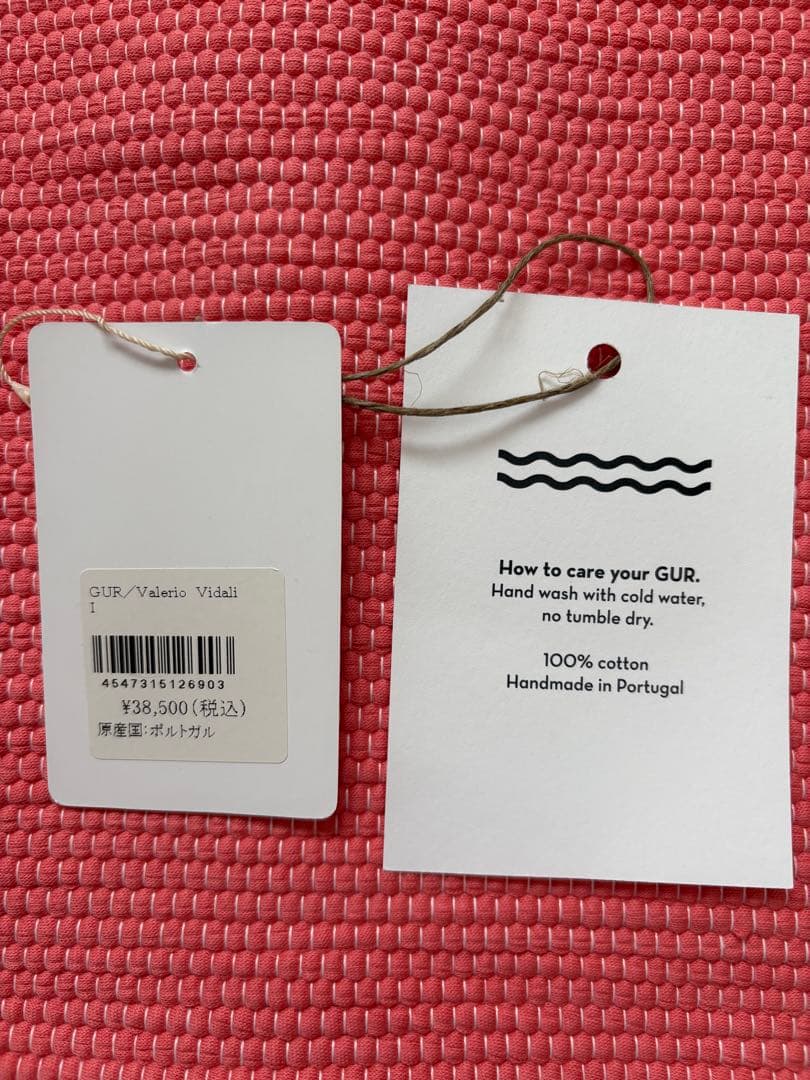 GUR／Valerio Vidali
I
4547315126903
¥38,500(税込)
原産国:ポルトガル
How to care your GUR.
Hand wash with cold water,
no tumble dry.
100% cotton
Handmade in Portugal